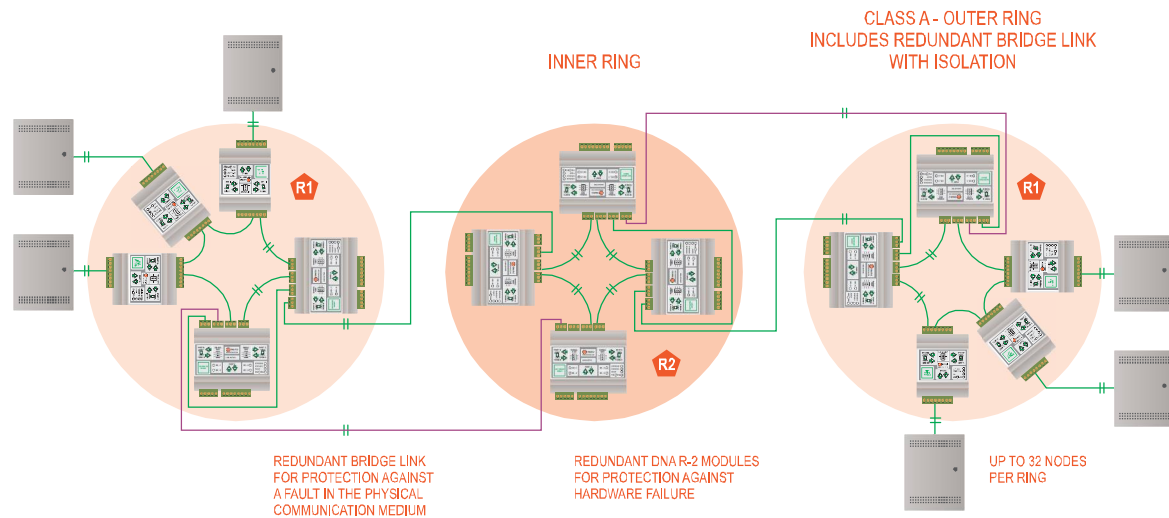 CLASS A - OUTER RING
INCLUDES REDUNDANT BRIDGE LINK
WITH ISOLATION
INNER RING
R1
R1
R2
REDUNDANT BRIDGE LINK
FOR PROTECTION AGAINST
A FAULT IN THE PHYSICAL
COMMUNICATION MEDIUM
REDUNDANT DNA R-2 MODULES
FOR PROTECTION AGAINST
HARDWARE FAILURE
UP TO 32 NODES
PER RING